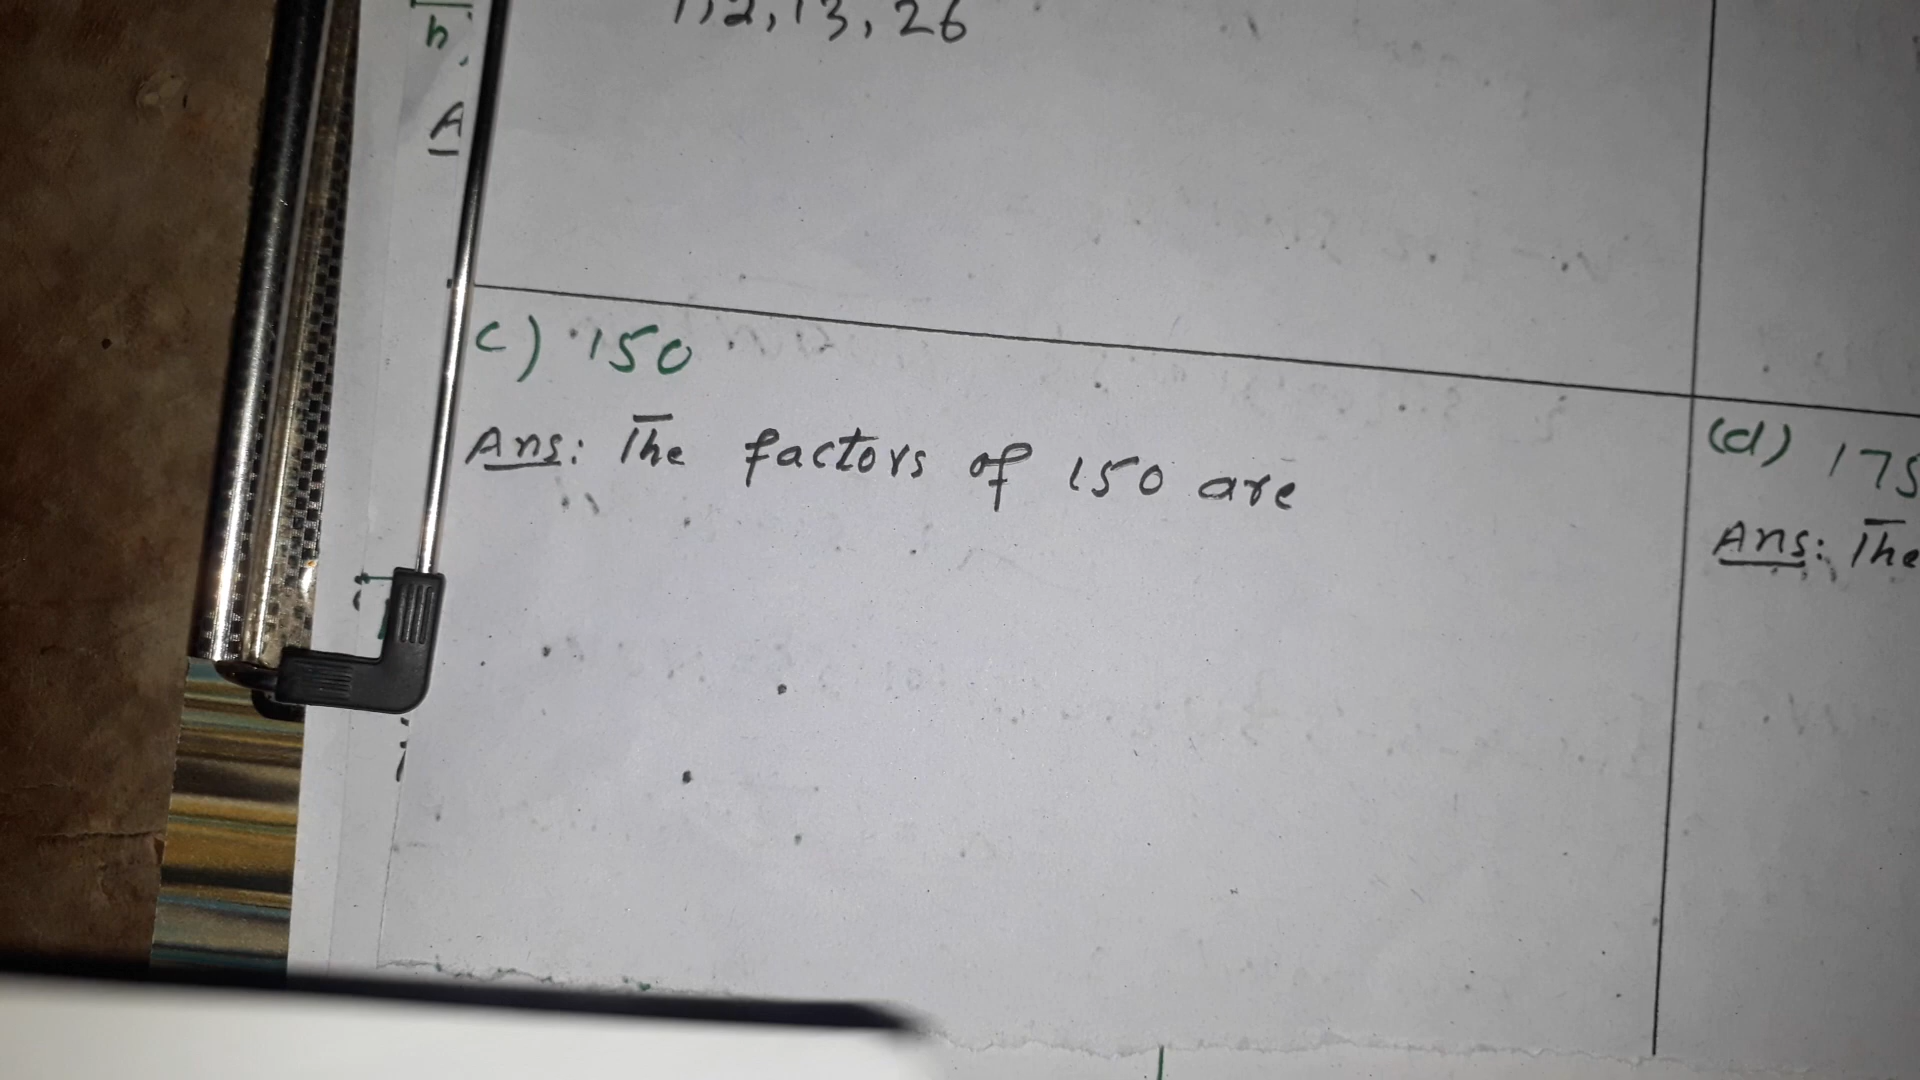 h.
A
1, 2, 13, 26
c) 150
Ans: The factors of 150 are
(d) 175
Ans: The